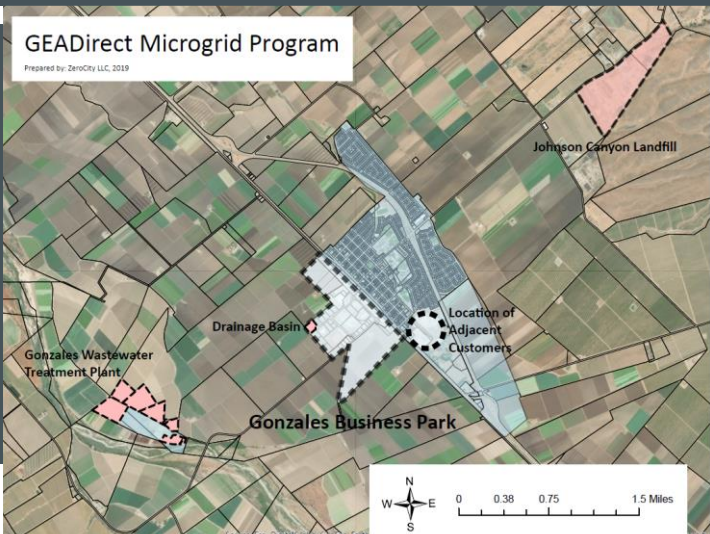 GEADirect Microgrid Program
Prepared by: ZeroCity LLC, 2019
Johnson Canyon Landfill
Drainage Basin
Location of
Adjacent
Customers
Gonzales Wastewater
Treatment Plant
Gonzales Business Park
N
W E
S
0 0.38 0.75 1.5 Miles